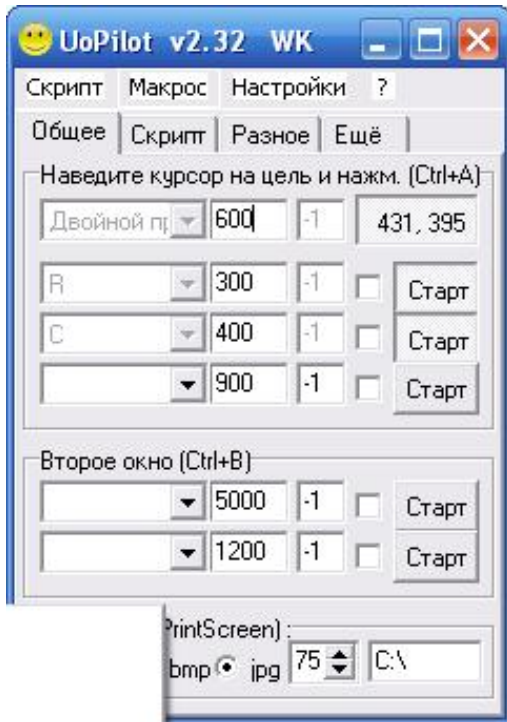 UoPilot v2.32 WK
Скрипт Макрос Настройки ?
Общее Скрипт Разное Ещё
Наведите курсор на цель и нажм. (Ctrl+A)
Двойной 600 -1 431, 395
R 300 -1 Старт
C 400 -1 Старт
900 -1 Старт
Второе окно (Ctrl+B)
5000 -1 Старт
1200 -1 Старт
PrintScreen) :
bmp jpg 75 C:\